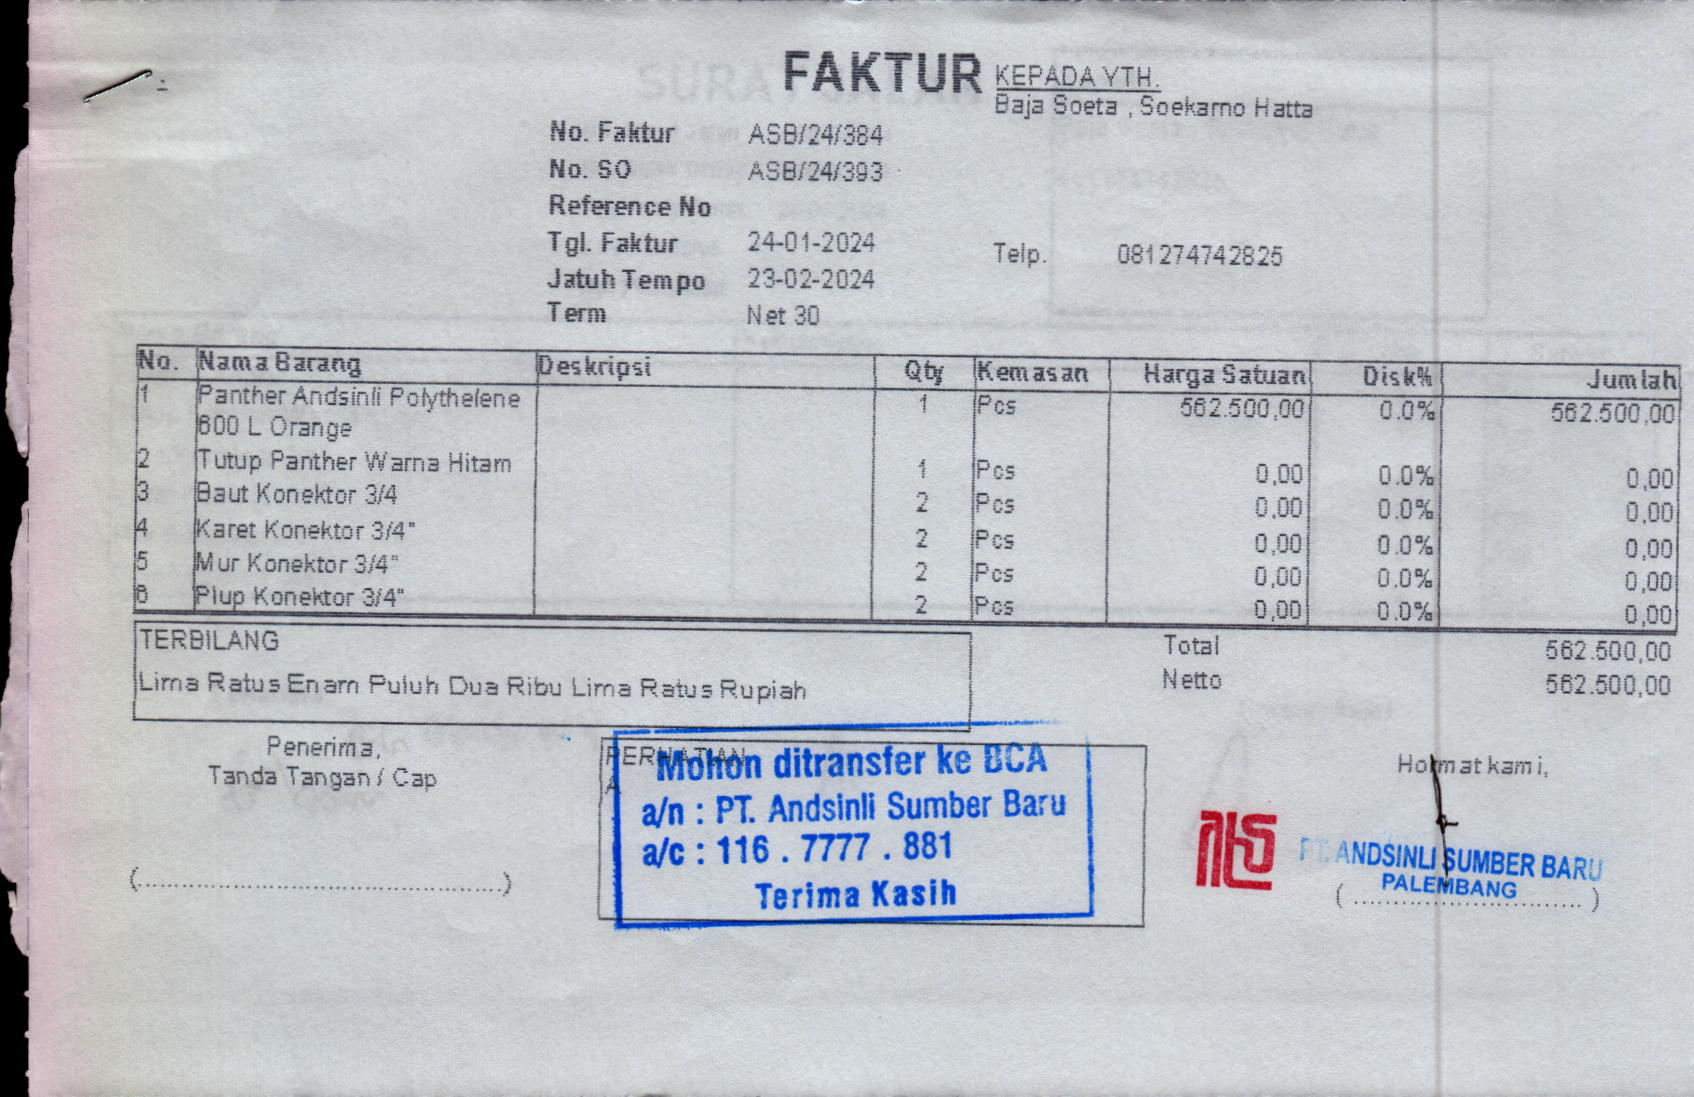 FAKTUR
KEPADA YTH.
Baja Soeta , Soekarno Hatta
No. Faktur ASB/24/384
No. SO ASB/24/393
Reference No
Tgl. Faktur 24-01-2024
Telp. 081274742825
Jatuh Tempo 23-02-2024
Term Net 30
No. Nama Barang Deskripsi Qty Kemasan Harga Satuan Disk% Jumlah
1 Panther Andsinli Polythelene 1 Pcs 562.500,00 0.0% 562.500,00
600 L Orange
2 Tutup Panther Warna Hitam 1 Pcs 0,00 0.0% 0,00
3 Baut Konektor 3/4 2 Pcs 0,00 0.0% 0,00
4 Karet Konektor 3/4" 2 Pcs 0,00 0.0% 0,00
5 Mur Konektor 3/4" 2 Pcs 0,00 0.0% 0,00
6 Plup Konektor 3/4" 2 Pcs 0,00 0.0% 0,00
TERBILANG
Lima Ratus Enam Puluh Dua Ribu Lima Ratus Rupiah
Total 562.500,00
Netto 562.500,00
Penerima,
Tanda Tangan / Cap
PERHATIAN
A
Mohon ditransfer ke BCA
a/n : PT. Andsinli Sumber Baru
a/c : 116 . 7777 . 881
Terima Kasih
Hormat kami,
PT. ANDSINLI SUMBER BARU
PALEMBANG